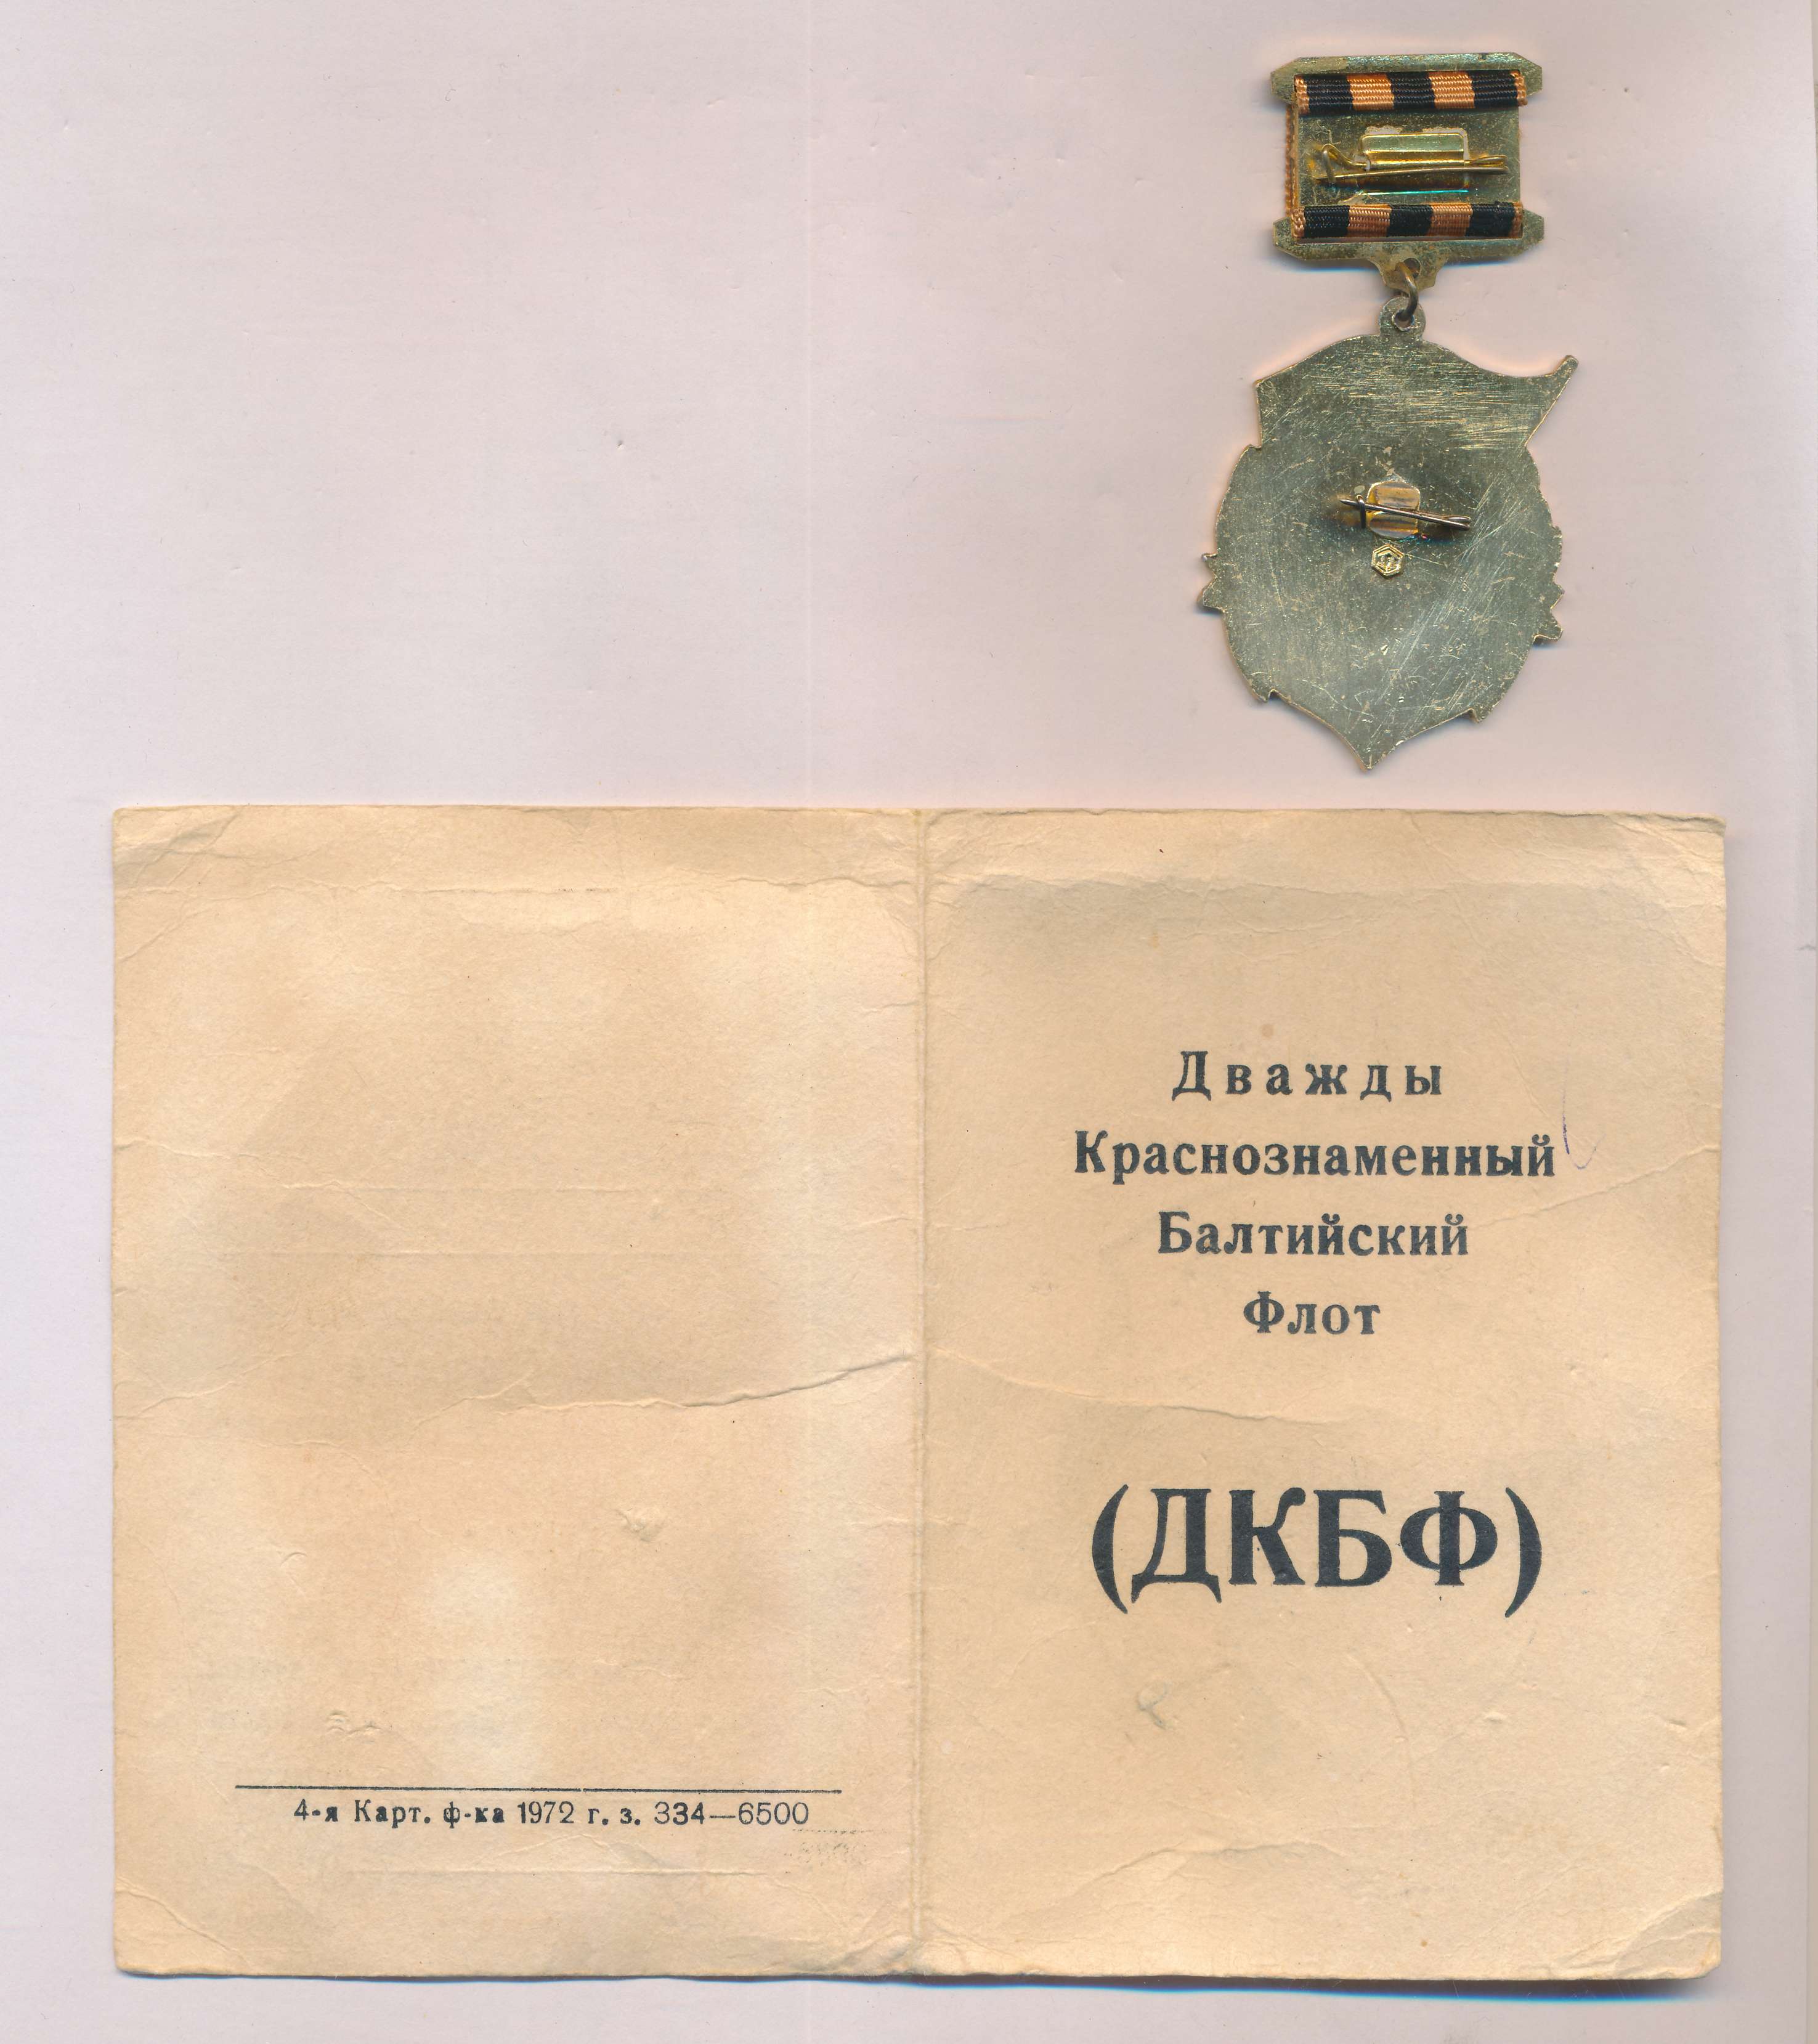 Дважды
Краснознаменный
Балтийский
Флот
(ДКБФ)
4-я Карт. ф-ка 1972 г. з. 334—6500